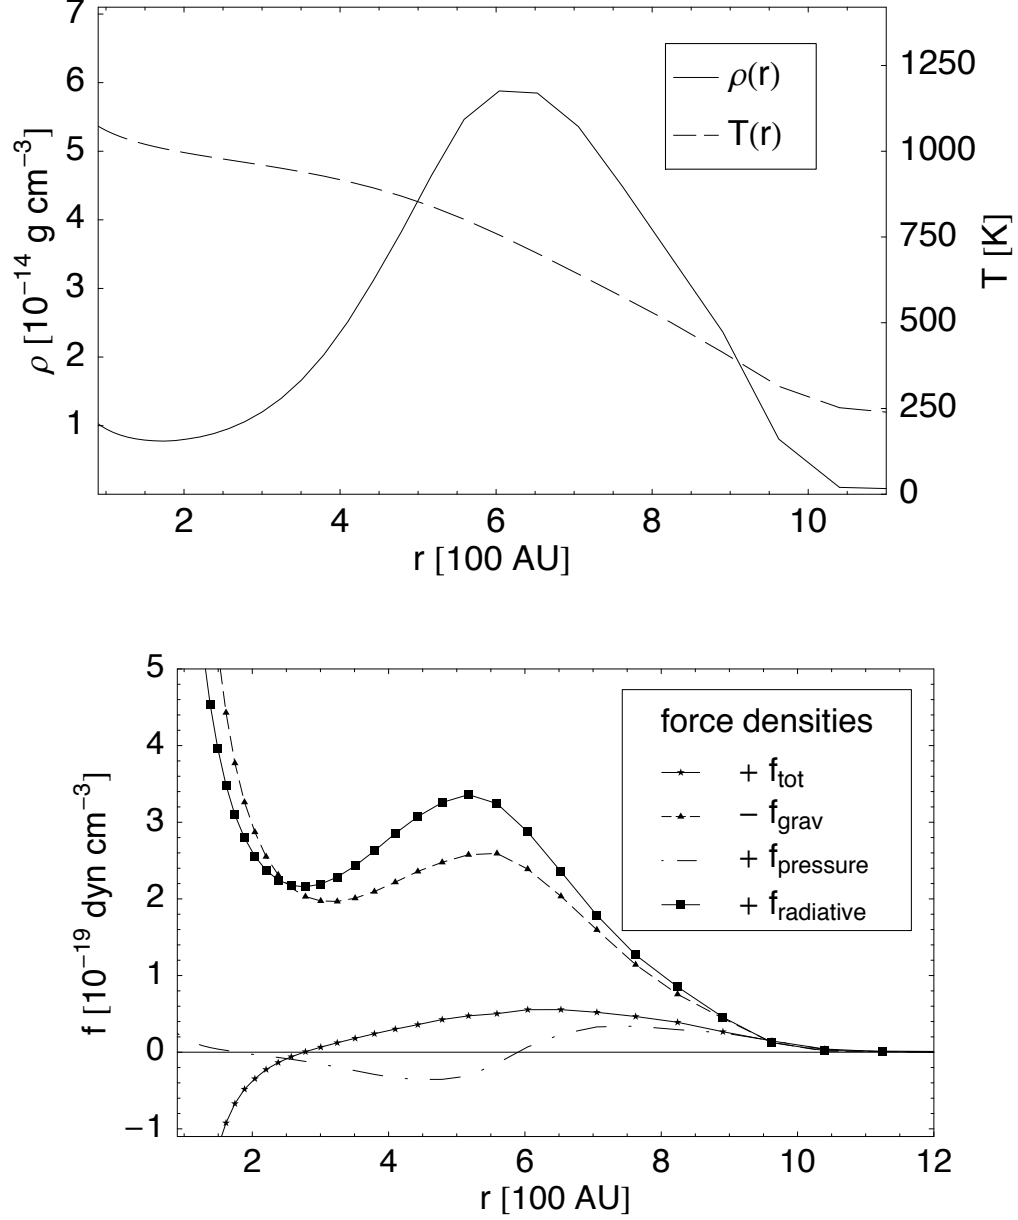 7
6
5
4
3
2
1
ρ [10⁻¹⁴ g cm⁻³]
ρ(r)
T(r)
1250
1000
750
500
250
0
T [K]
2 4 6 8 10
r [100 AU]
5
4
3
2
1
0
−1
f [10⁻¹⁹ dyn cm⁻³]
force densities
+ f_tot
− f_grav
+ f_pressure
+ f_radiative
2 4 6 8 10 12
r [100 AU]